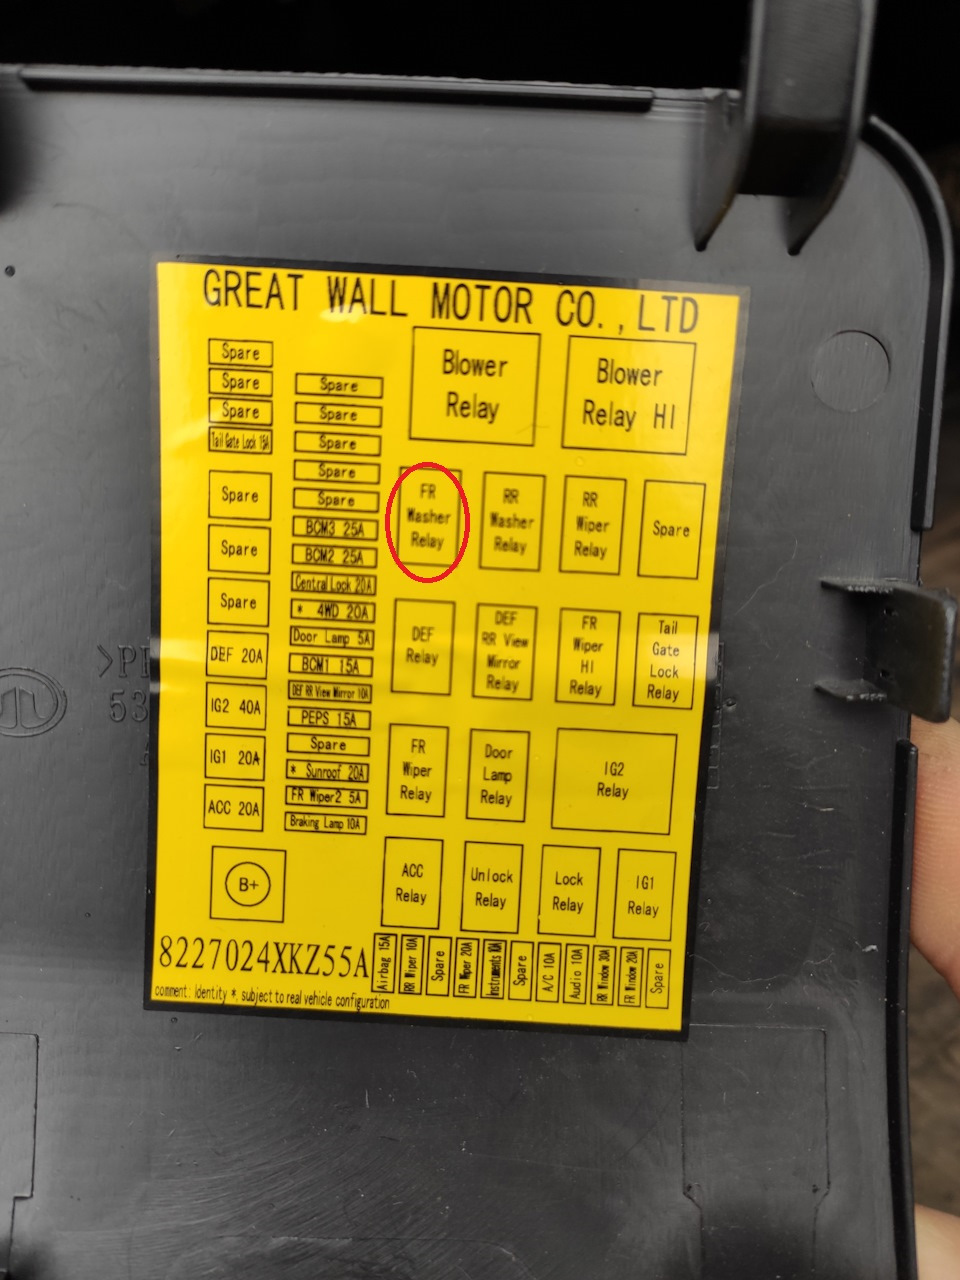 GREAT WALL MOTOR CO.,LTD
Spare
Spare
Spare
Tail Gate Lock 15A
Spare
Spare
Spare
DEF 20A
IG2 40A
IG1 20A
ACC 20A
B+
Spare
Spare
Spare
Spare
Spare
BCM3 25A
BCM2 25A
Central Lock 20A
* 4WD 20A
Door Lamp 5A
BCM1 15A
DEF RR View Mirror 10A
PEPS 15A
Spare
* Sunroof 20A
FR Wiper2 5A
Braking Lamp 10A
Blower
Relay
Blower
Relay HI
FR
Washer
Relay
RR
Washer
Relay
RR
Wiper
Relay
Spare
DEF
Relay
DEF
RR View
Mirror
Relay
FR
Wiper
HI
Relay
Tail
Gate
Lock
Relay
FR
Wiper
Relay
Door
Lamp
Relay
IG2
Relay
ACC
Relay
Unlock
Relay
Lock
Relay
IG1
Relay
Airbag 15A
RR Wiper 10A
Spare
FR Wiper 20A
Instruments 10A
Spare
A/C 10A
Audio 10A
RR Window 30A
FR Window 20A
Spare
8227024XKZ55A
comment: Identity *, subject to real vehicle configuration